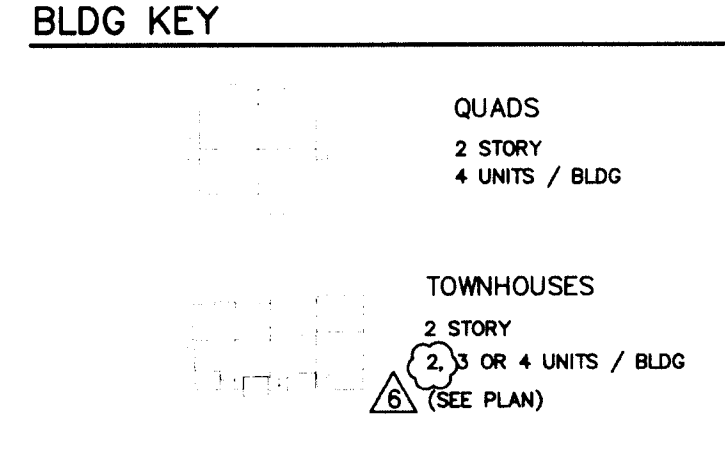 BLDG KEY
QUADS
2 STORY
4 UNITS / BLDG
TOWNHOUSES
2 STORY
2, 3 OR 4 UNITS / BLDG
6 (SEE PLAN)